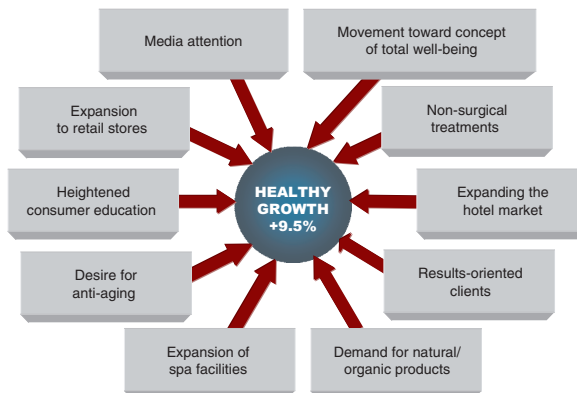 Media attention
Movement toward concept
of total well-being
Expansion
to retail stores
Non-surgical
treatments
Heightened
consumer education
HEALTHY
GROWTH
+9.5%
Expanding the
hotel market
Desire for
anti-aging
Results-oriented
clients
Expansion of
spa facilities
Demand for natural/
organic products